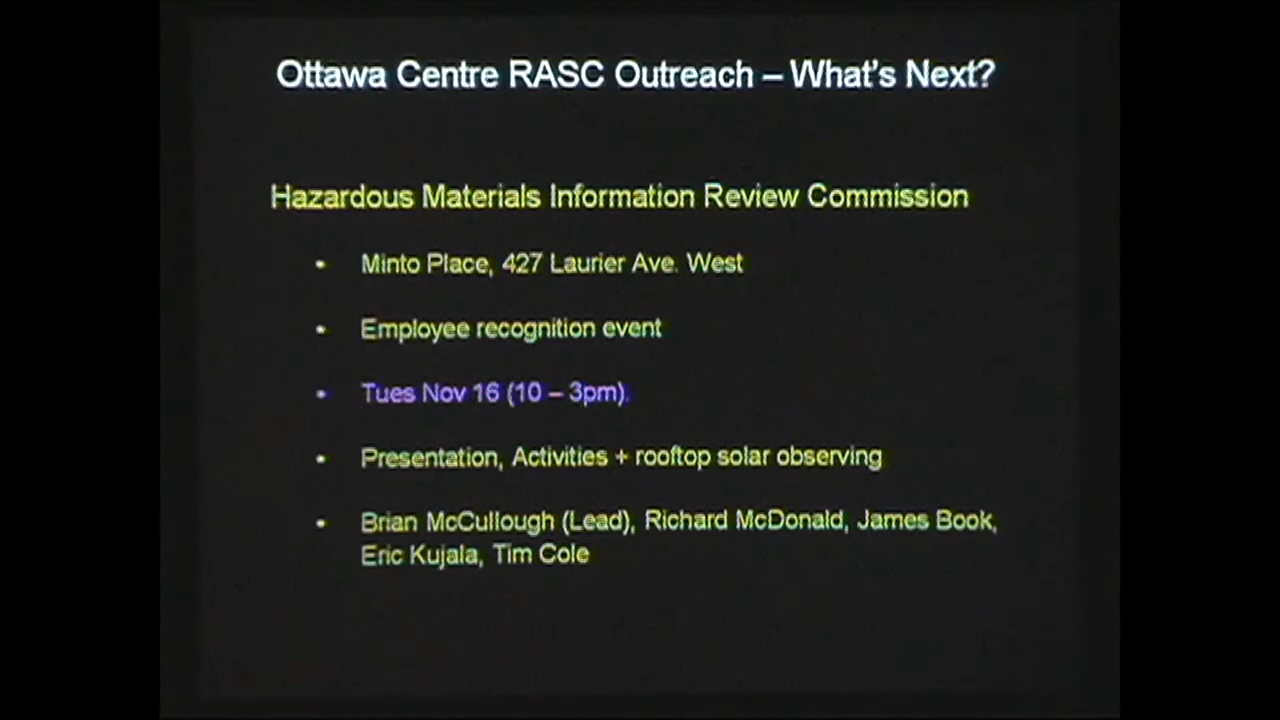 Ottawa Centre RASC Outreach – What's Next?
Hazardous Materials Information Review Commission
• Minto Place, 427 Laurier Ave. West
• Employee recognition event
• Tues Nov 16 (10 – 3pm).
• Presentation, Activities + rooftop solar observing
• Brian McCullough (Lead), Richard McDonald, James Book,
Eric Kujala, Tim Cole